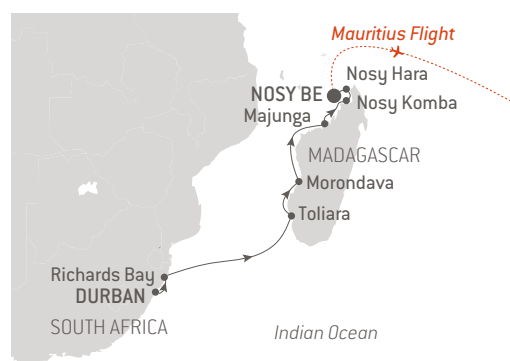 Mauritius Flight
Nosy Hara
NOSY BE
Nosy Komba
Majunga
MADAGASCAR
Morondava
Toliara
Richards Bay
DURBAN
SOUTH AFRICA
Indian Ocean